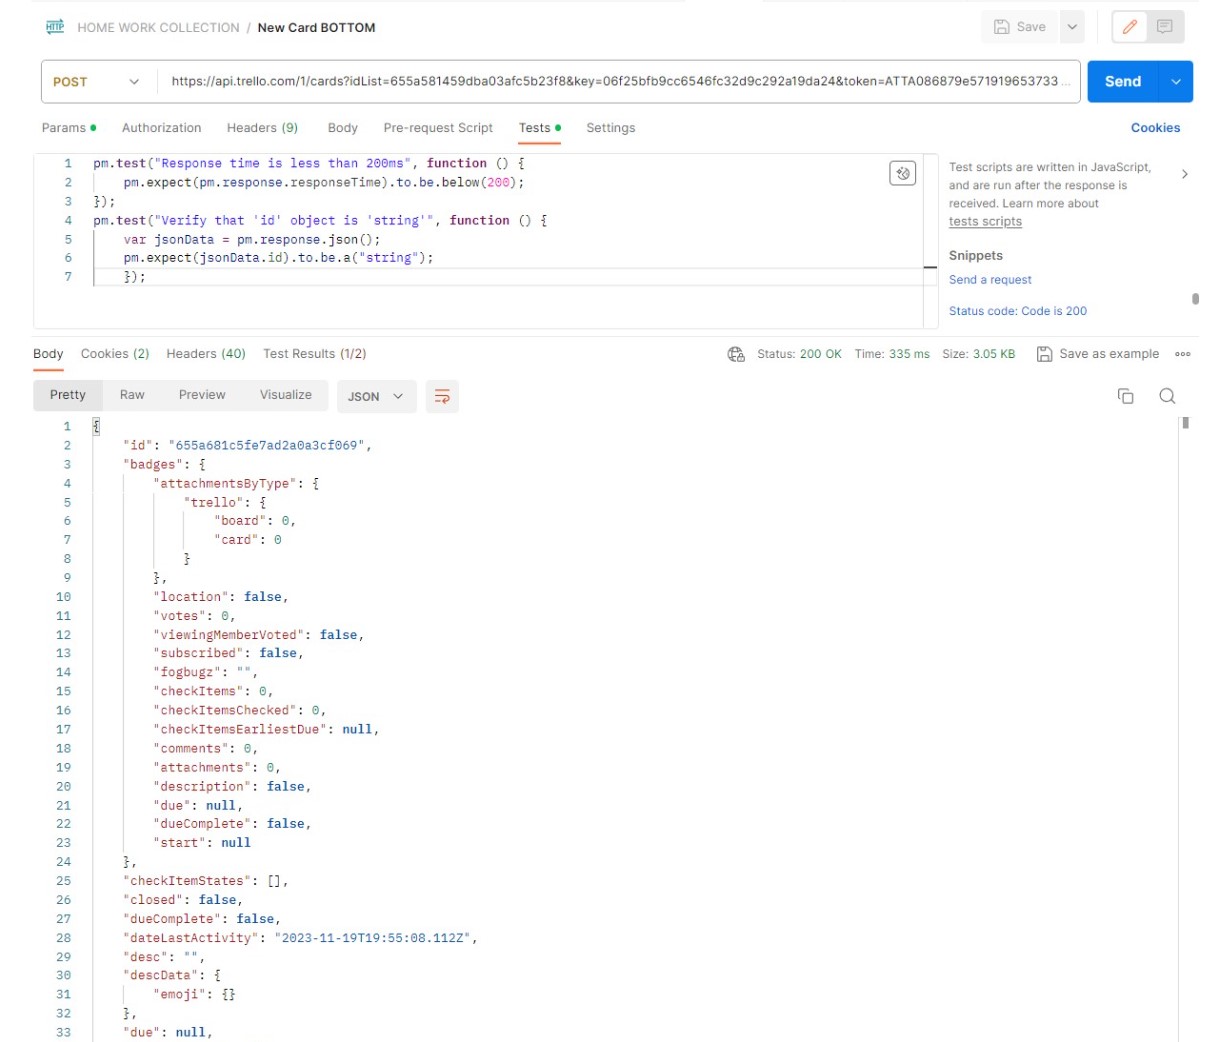 HTTP HOME WORK COLLECTION / New Card BOTTOM Save
POST https://api.trello.com/1/cards?idList=655a581459dba03afc5b23f8&key=06f25bfb9cc6546fc32d9c292a19da24&token=ATTA086879e571919653733 ... Send
Params Authorization Headers (9) Body Pre-request Script Tests Settings Cookies
1 pm.test("Response time is less than 200ms", function () {
2 pm.expect(pm.response.responseTime).to.be.below(200);
3 });
4 pm.test("Verify that 'id' object is 'string'", function () {
5 var jsonData = pm.response.json();
6 pm.expect(jsonData.id).to.be.a("string");
7 });
Test scripts are written in JavaScript,
and are run after the response is
received. Learn more about
tests scripts
Snippets
Send a request
Status code: Code is 200
Body Cookies (2) Headers (40) Test Results (1/2) Status: 200 OK Time: 335 ms Size: 3.05 KB Save as example
Pretty Raw Preview Visualize JSON
1 {
2 "id": "655a681c5fe7ad2a0a3cf069",
3 "badges": {
4 "attachmentsByType": {
5 "trello": {
6 "board": 0,
7 "card": 0
8 }
9 },
10 "location": false,
11 "votes": 0,
12 "viewingMemberVoted": false,
13 "subscribed": false,
14 "fogbugz": "",
15 "checkItems": 0,
16 "checkItemsChecked": 0,
17 "checkItemsEarliestDue": null,
18 "comments": 0,
19 "attachments": 0,
20 "description": false,
21 "due": null,
22 "dueComplete": false,
23 "start": null
24 },
25 "checkItemStates": [],
26 "closed": false,
27 "dueComplete": false,
28 "dateLastActivity": "2023-11-19T19:55:08.112Z",
29 "desc": "",
30 "descData": {
31 "emoji": {}
32 },
33 "due": null,